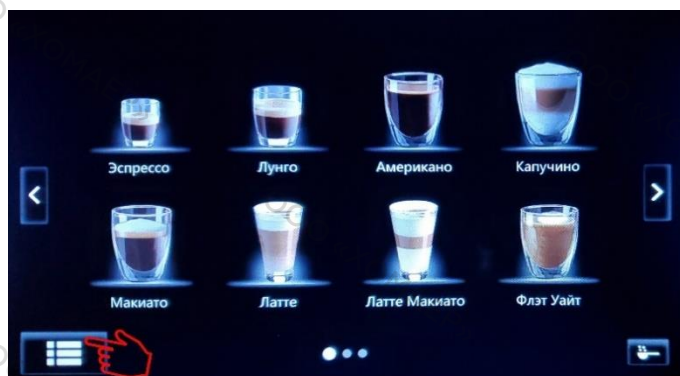 Эспрессо
Лунго
Американо
Капучино
Макиато
Латте
Латте Макиато
Флэт Уайт